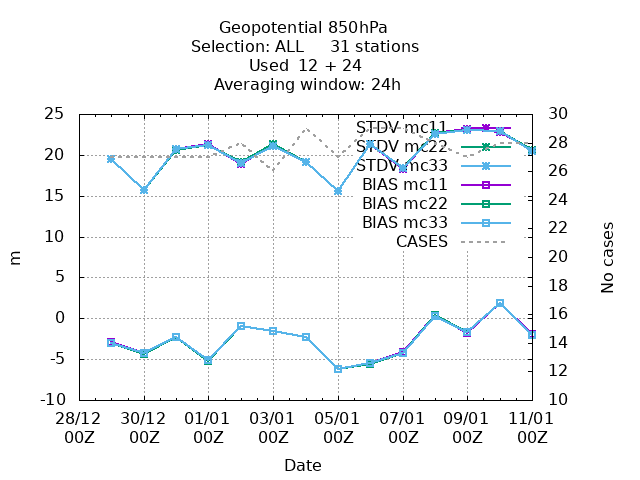 Geopotential 850hPa
Selection: ALL 31 stations
Used 12 + 24
Averaging window: 24h
m
25
20
15
10
5
0
-5
-10
STDV mc11
STDV mc22
STDV mc33
BIAS mc11
BIAS mc22
BIAS mc33
CASES
30
28
26
24
22
20
18
16
14
12
10
No cases
28/12 30/12 01/01 03/01 05/01 07/01 09/01 11/01
00Z 00Z 00Z 00Z 00Z 00Z 00Z 00Z
Date